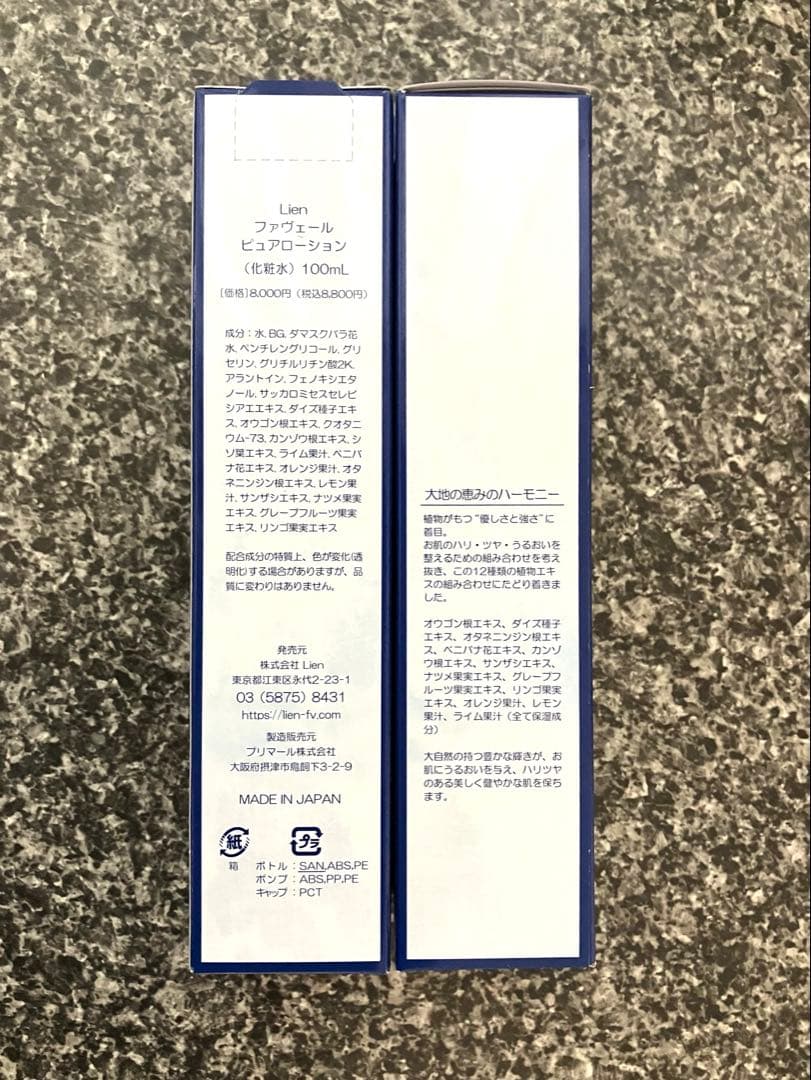 Lien
ファヴェール
ピュアローション
（化粧水）100mL
［価格］8,000円（税込8,800円）
成分：水、BG、ダマスクバラ花
水、ペンチレングリコール、グリ
セリン、グリチルリチン酸2K、
アラントイン、フェノキシエタ
ノール、サッカロミセスセレビ
シアエエキス、ダイズ種子エキ
ス、オウゴン根エキス、クオタニ
ウム-73、カンゾウ根エキス、シ
ソ葉エキス、ライム果汁、ベニバ
ナ花エキス、オレンジ果汁、オタ
ネニンジン根エキス、レモン果
汁、サンザシエキス、ナツメ果実
エキス、グレープフルーツ果実
エキス、リンゴ果実エキス
配合成分の特質上、色が変化(透
明化)する場合がありますが、品
質に変わりはありません。
発売元
株式会社 Lien
東京都江東区永代2-23-1
03（5875）8431
https://lien-fv.com
製造販売元
プリマール株式会社
大阪府摂津市鳥飼下3-2-9
MADE IN JAPAN
紙 プラ
箱 ボトル：SAN,ABS,PE
ポンプ：ABS,PP,PE
キャップ：PCT
大地の恵みのハーモニー
植物がもつ“優しさと強さ”に
着目。
お肌のハリ・ツヤ・うるおいを
整えるための組み合わせを考え
抜き、この12種類の植物エキ
スの組み合わせにたどり着きま
した。
オウゴン根エキス、ダイズ種子
エキス、オタネニンジン根エキ
ス、ベニバナ花エキス、カンゾ
ウ根エキス、サンザシエキス、
ナツメ果実エキス、グレープフ
ルーツ果実エキス、リンゴ果実
エキス、オレンジ果汁、レモン
果汁、ライム果汁（全て保湿成
分）
大自然の持つ豊かな輝きが、お
肌にうるおいを与え、ハリツヤ
のある美しく健やかな肌を保ち
ます。